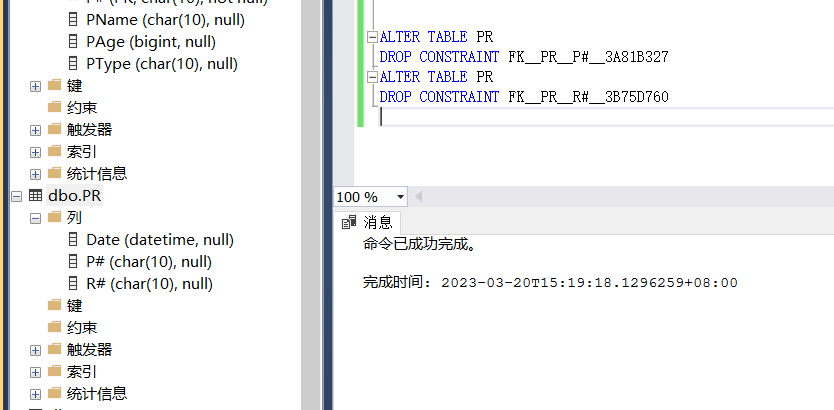 PName (char(10), null)
PAge (bigint, null)
PType (char(10), null)
键
约束
触发器
索引
统计信息
dbo.PR
列
Date (datetime, null)
P# (char(10), null)
R# (char(10), null)
键
约束
触发器
索引
统计信息
ALTER TABLE PR
DROP CONSTRAINT FK__PR__P#__3A81B327
ALTER TABLE PR
DROP CONSTRAINT FK__PR__R#__3B75D760
100 %
消息
命令已成功完成。
完成时间: 2023-03-20T15:19:18.1296259+08:00